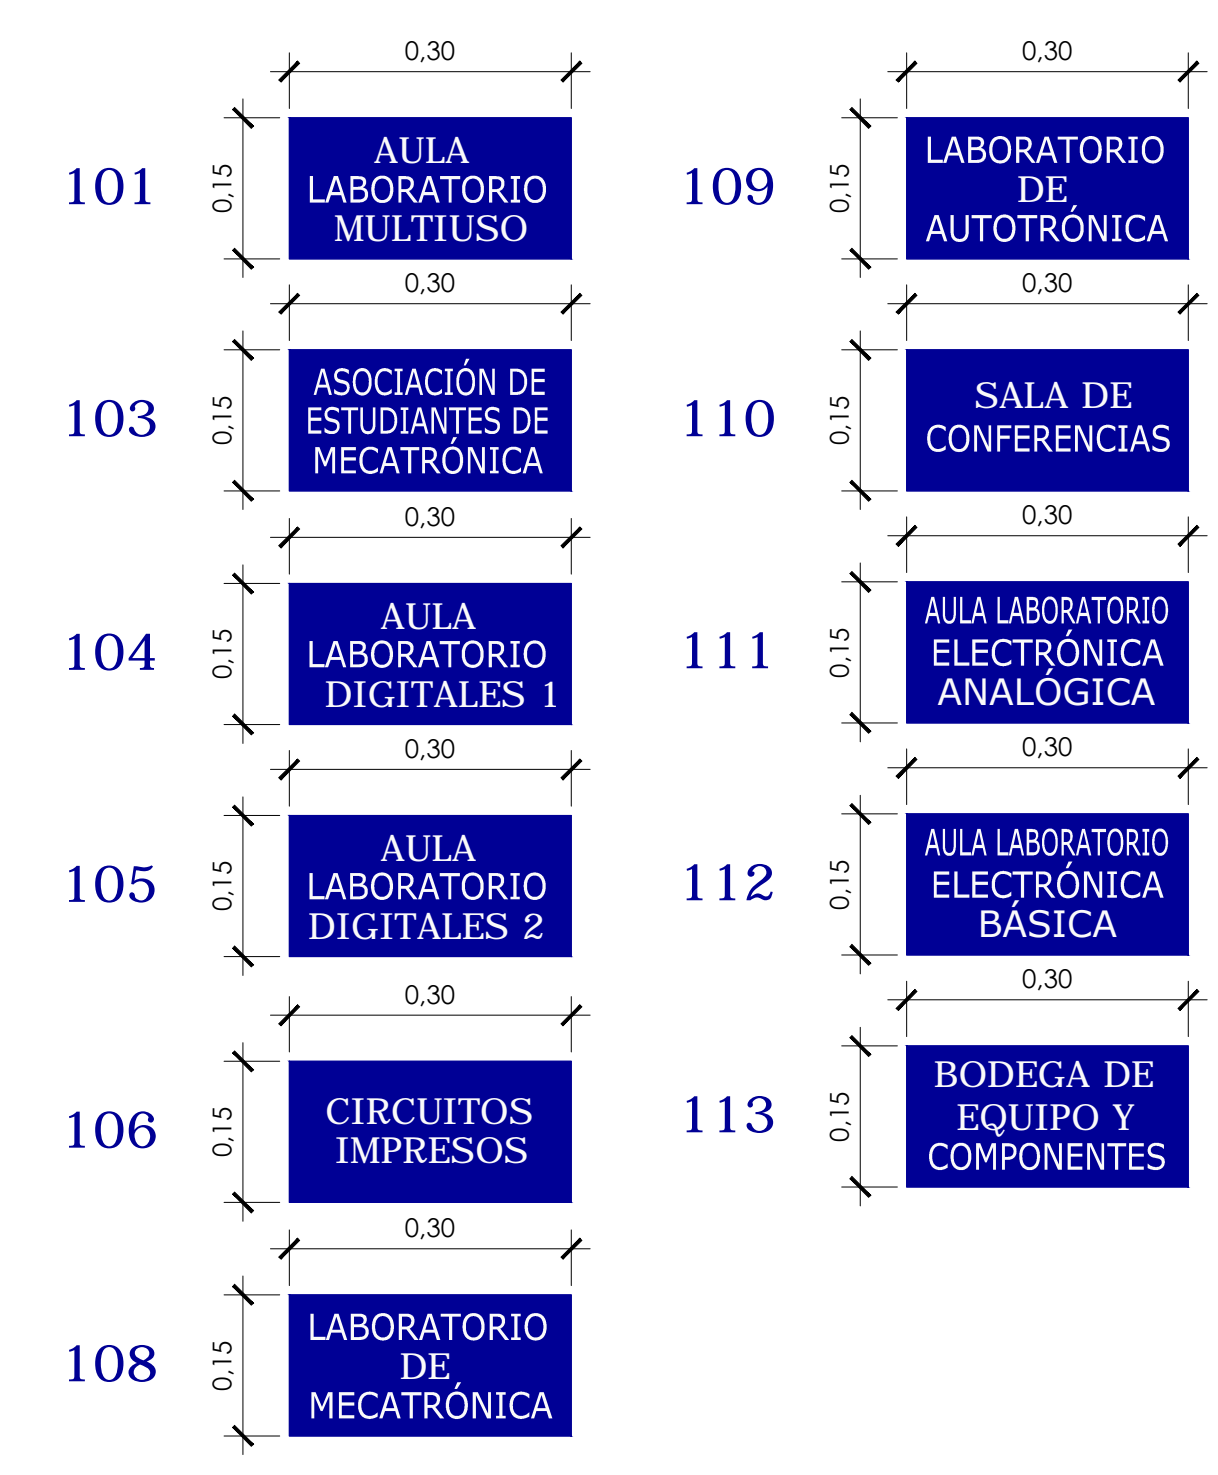 0,30
0,15
101
AULA
LABORATORIO
MULTIUSO
0,30
0,15
103
ASOCIACIÓN DE
ESTUDIANTES DE
MECATRÓNICA
0,30
0,15
104
AULA
LABORATORIO
DIGITALES 1
0,30
0,15
105
AULA
LABORATORIO
DIGITALES 2
0,30
0,15
106
CIRCUITOS
IMPRESOS
0,30
0,15
108
LABORATORIO
DE
MECATRÓNICA
0,30
0,15
109
LABORATORIO
DE
AUTOTRÓNICA
0,30
0,15
110
SALA DE
CONFERENCIAS
0,30
0,15
111
AULA LABORATORIO
ELECTRÓNICA
ANALÓGICA
0,30
0,15
112
AULA LABORATORIO
ELECTRÓNICA
BÁSICA
0,30
0,15
113
BODEGA DE
EQUIPO Y
COMPONENTES